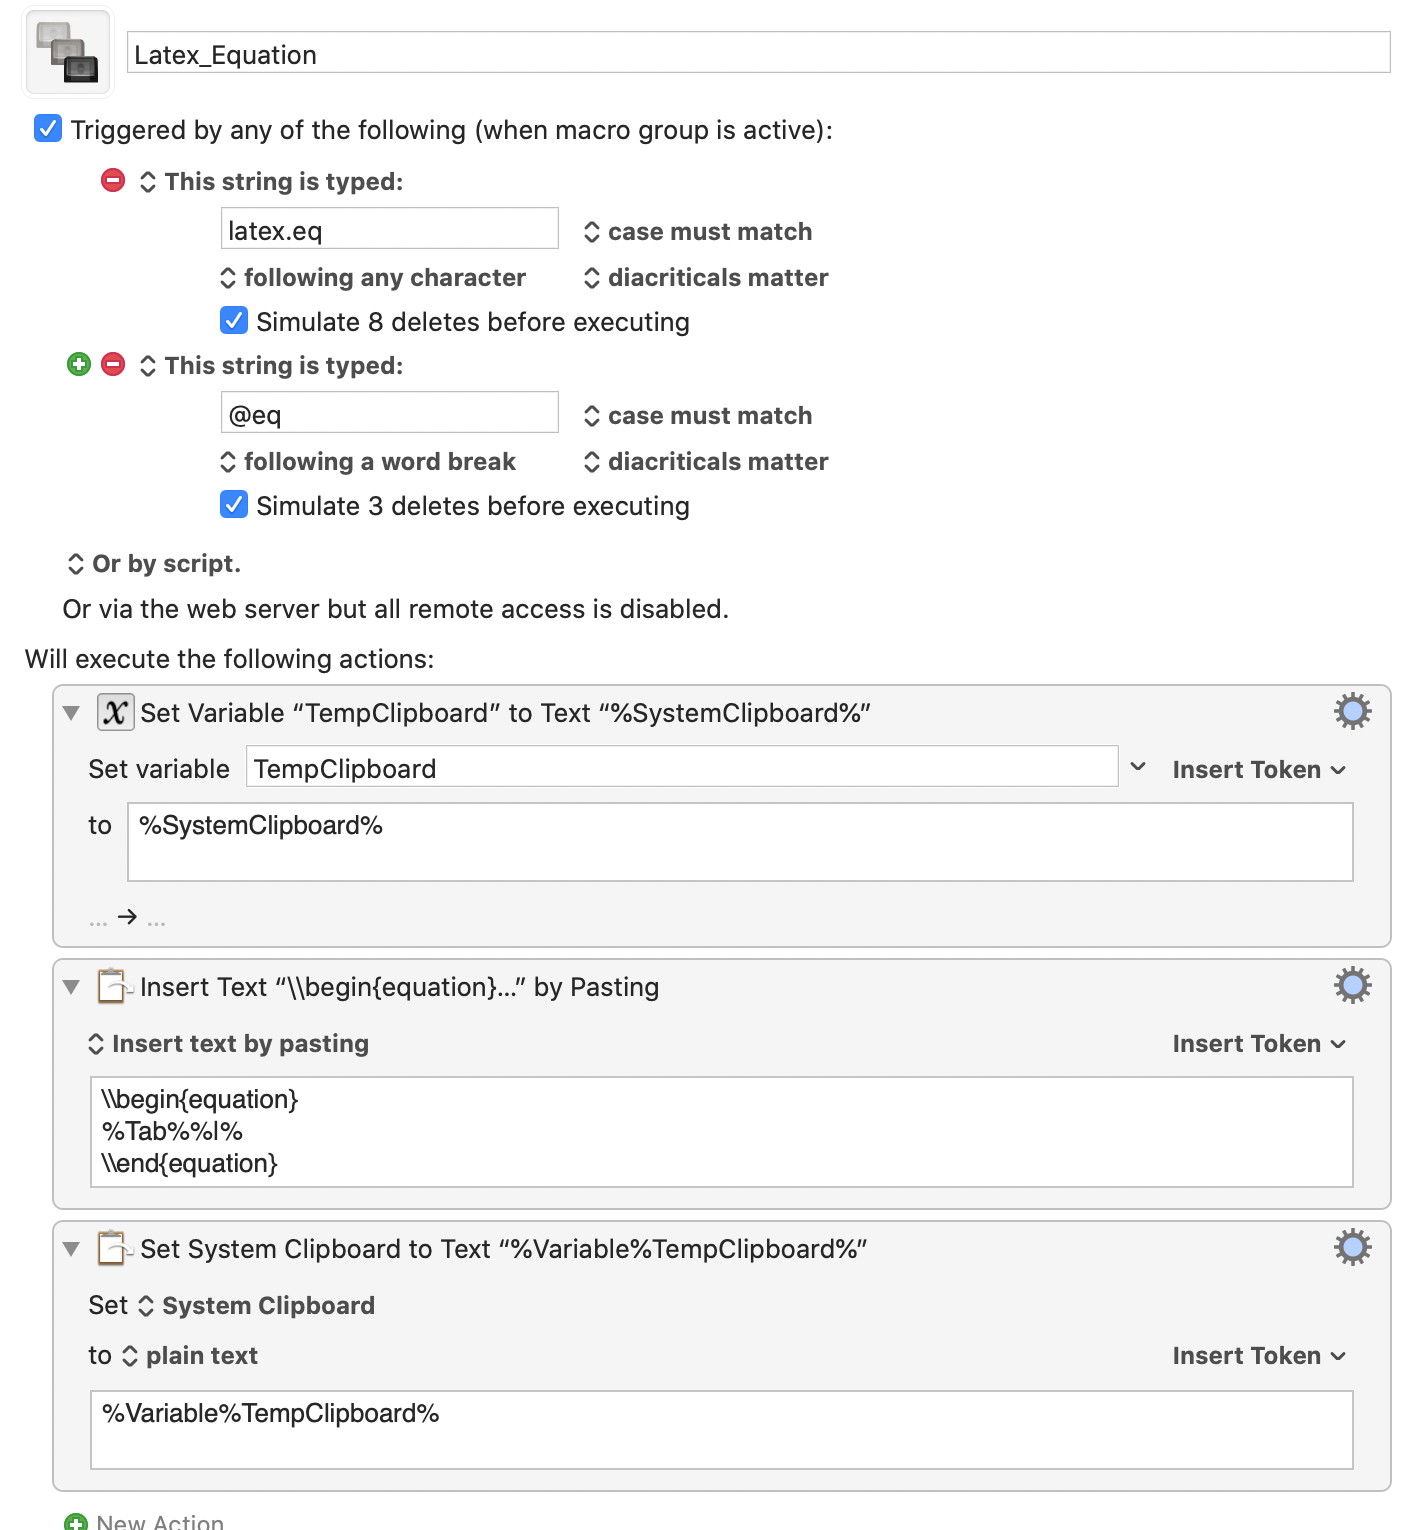 Latex_Equation
Triggered by any of the following (when macro group is active):
This string is typed:
latex.eq case must match
following any character diacriticals matter
Simulate 8 deletes before executing
This string is typed:
@eq case must match
following a word break diacriticals matter
Simulate 3 deletes before executing
Or by script.
Or via the web server but all remote access is disabled.
Will execute the following actions:
Set Variable “TempClipboard” to Text “%SystemClipboard%”
Set variable TempClipboard Insert Token
to %SystemClipboard%
... → ...
Insert Text “\\begin{equation}...” by Pasting
Insert text by pasting Insert Token
\\begin{equation}
%Tab%%|%
\\end{equation}
Set System Clipboard to Text “%Variable%TempClipboard%”
Set System Clipboard
to plain text Insert Token
%Variable%TempClipboard%
New Action